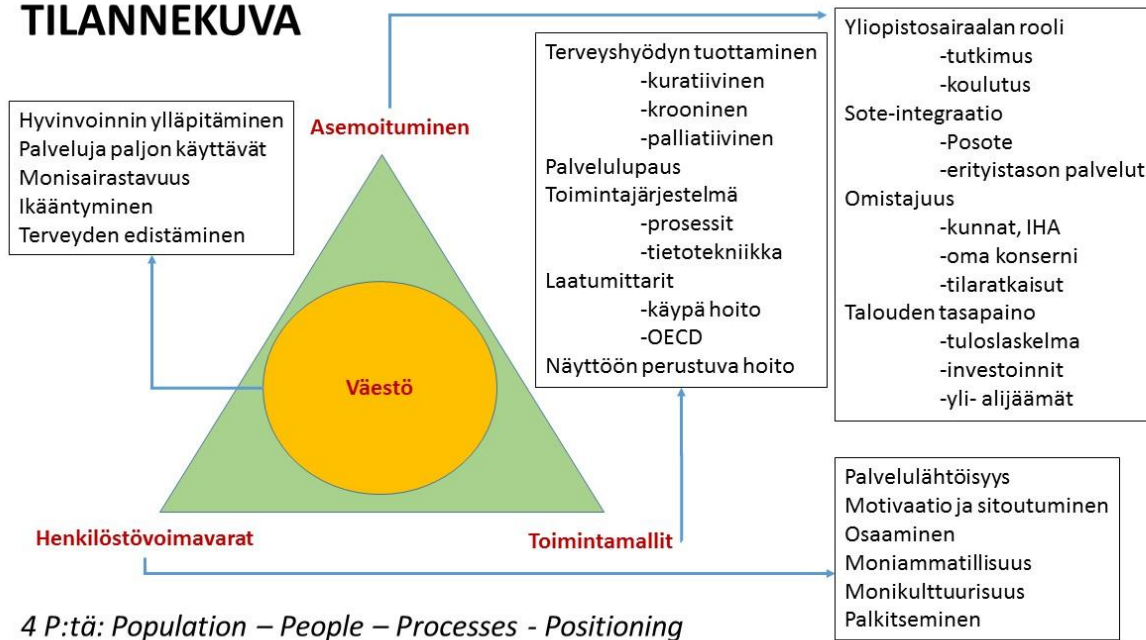 TILANNEKUVA
Hyvinvoinnin ylläpitäminen
Palveluja paljon käyttävät
Monisairastavuus
Ikääntyminen
Terveyden edistäminen
Asemoituminen
Väestö
Henkilöstövoimavarat
Toimintamallit
Terveyshyödyn tuottaminen
-kuratiivinen
-krooninen
-palliatiivinen
Palvelulupaus
Toimintajärjestelmä
-prosessit
-tietotekniikka
Laatumittarit
-käypä hoito
-OECD
Näyttöön perustuva hoito
Yliopistosairaalan rooli
-tutkimus
-koulutus
Sote-integraatio
-Posote
-erityistason palvelut
Omistajuus
-kunnat, IHA
-oma konserni
-tilaratkaisut
Talouden tasapaino
-tuloslaskelma
-investoinnit
-yli- alijäämät
Palvelulähtöisyys
Motivaatio ja sitoutuminen
Osaaminen
Moniammatillisuus
Monikulttuurisuus
Palkitseminen
4 P:tä: Population – People – Processes - Positioning